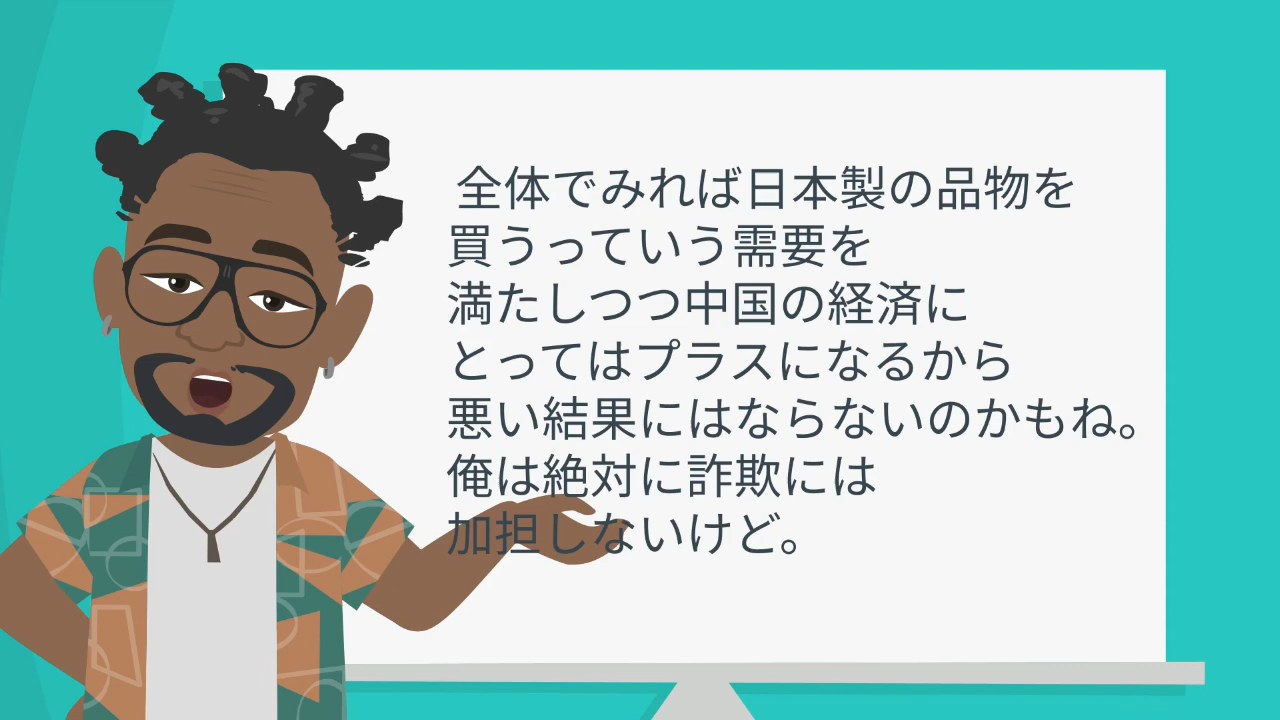 全体でみれば日本製の品物を
買うっていう需要を
満たしつつ中国の経済に
とってはプラスになるから
悪い結果にはならないのかもね。
俺は絶対に詐欺には
加担しないけど。